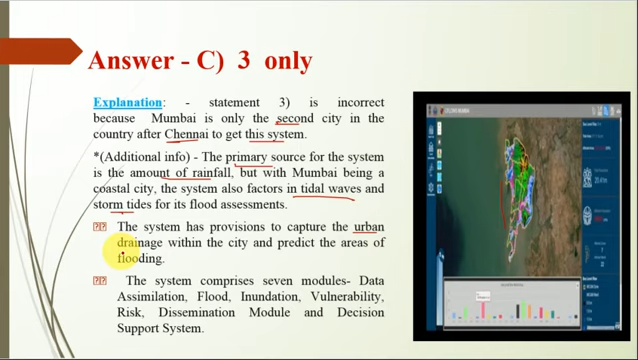 Answer - C) 3 only
Explanation: - statement 3) is incorrect
because Mumbai is only the second city in the
country after Chennai to get this system.
*(Additional info) - The primary source for the system
is the amount of rainfall, but with Mumbai being a
coastal city, the system also factors in tidal waves and
storm tides for its flood assessments.
The system has provisions to capture the urban
drainage within the city and predict the areas of
flooding.
The system comprises seven modules- Data
Assimilation, Flood, Inundation, Vulnerability,
Risk, Dissemination Module and Decision
Support System.